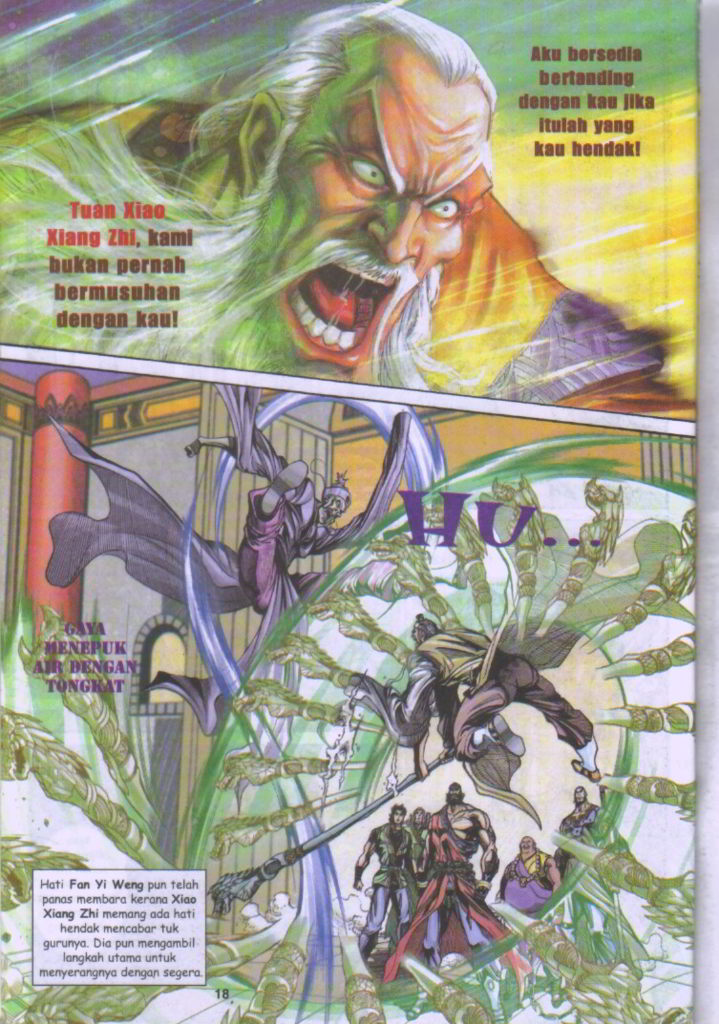 Aku bersedia
bertanding
dengan kau jika
itulah yang
kau hendak!
Tuan Xiao
Xiang Zhi, kami
bukan pernah
bermusuhan
dengan kau!
HU...
GAYA
MENEPUK
AIR DENGAN
TONGKAT
Hati Fan Yi Weng pun telah
panas membara kerana Xiao
Xiang Zhi memang ada hati
hendak mencabar tuk
gurunya. Dia pun mengambil
langkah utama untuk
menyerangnya dengan segera.
18